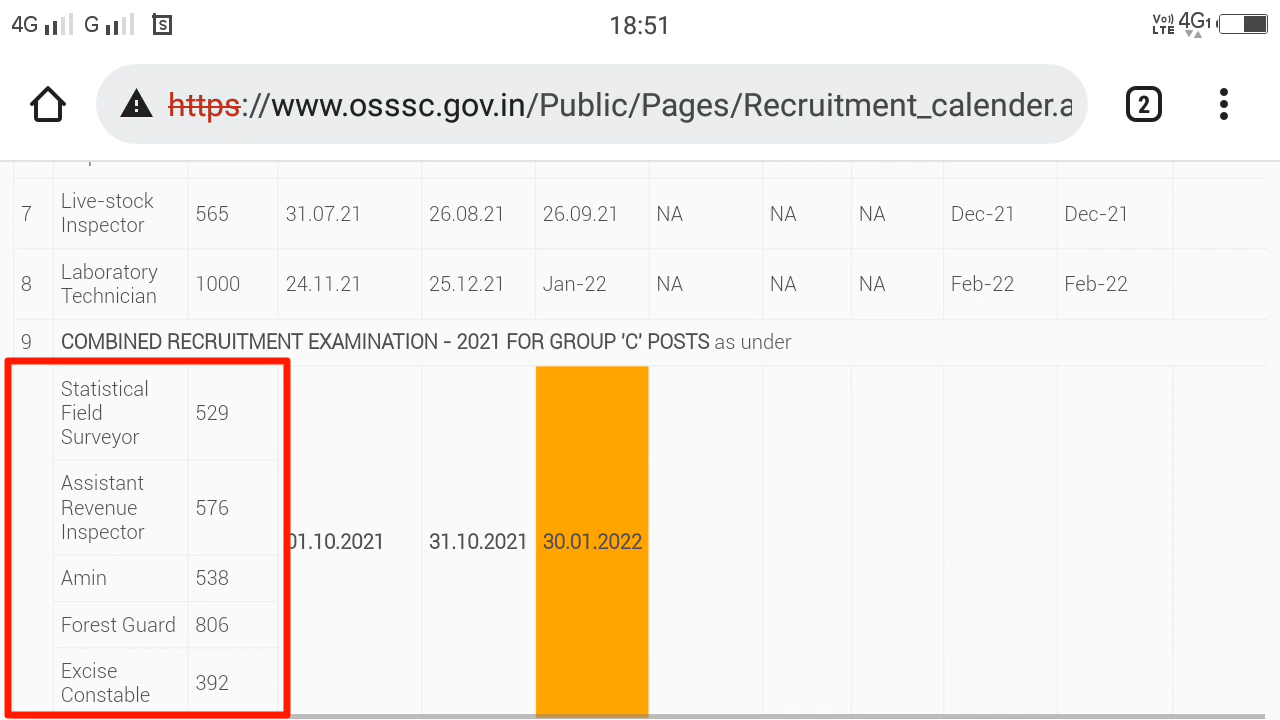 4G G S 18:51 Vo)) LTE 4G1
https://www.osssc.gov.in/Public/Pages/Recruitment_calender.a 2
7 Live-stock Inspector 565 31.07.21 26.08.21 26.09.21 NA NA NA Dec-21 Dec-21
8 Laboratory Technician 1000 24.11.21 25.12.21 Jan-22 NA NA NA Feb-22 Feb-22
9 COMBINED RECRUITMENT EXAMINATION - 2021 FOR GROUP 'C' POSTS as under
Statistical Field Surveyor 529
Assistant Revenue Inspector 576
01.10.2021 31.10.2021 30.01.2022
Amin 538
Forest Guard 806
Excise Constable 392